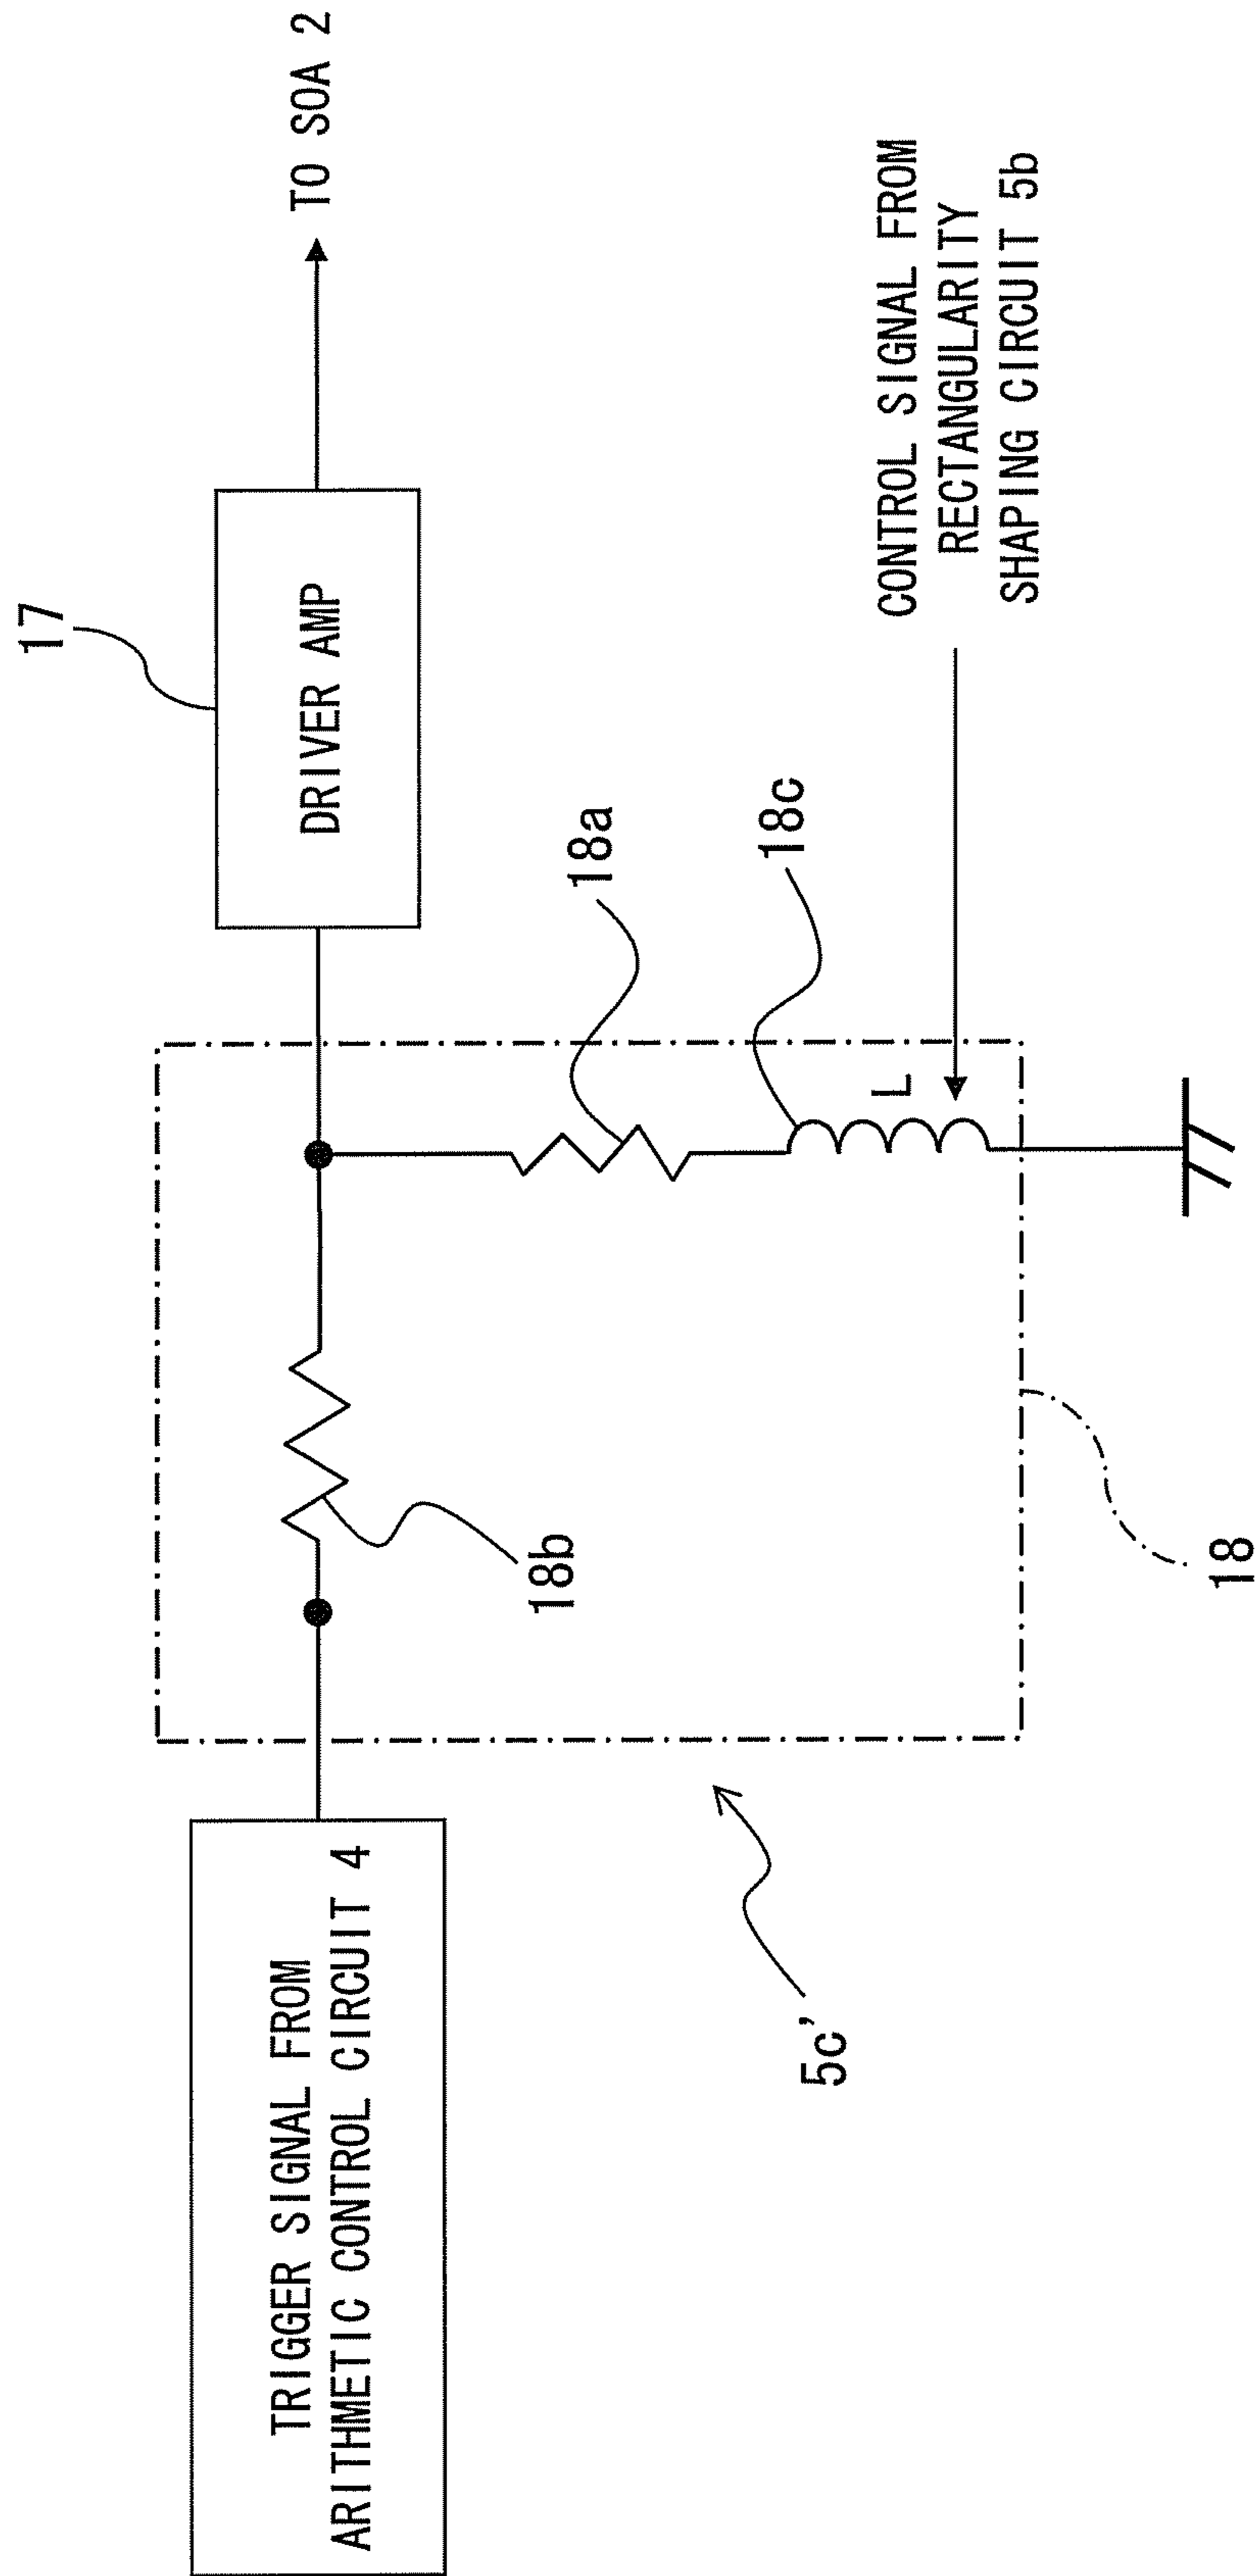 TRIGGER SIGNAL FROM
ARITHMETIC CONTROL CIRCUIT 4
18b
17
DRIVER AMP
TO SOA 2
18a
18c
L
CONTROL SIGNAL FROM
RECTANGULARITY
SHAPING CIRCUIT 5b
5c'
18